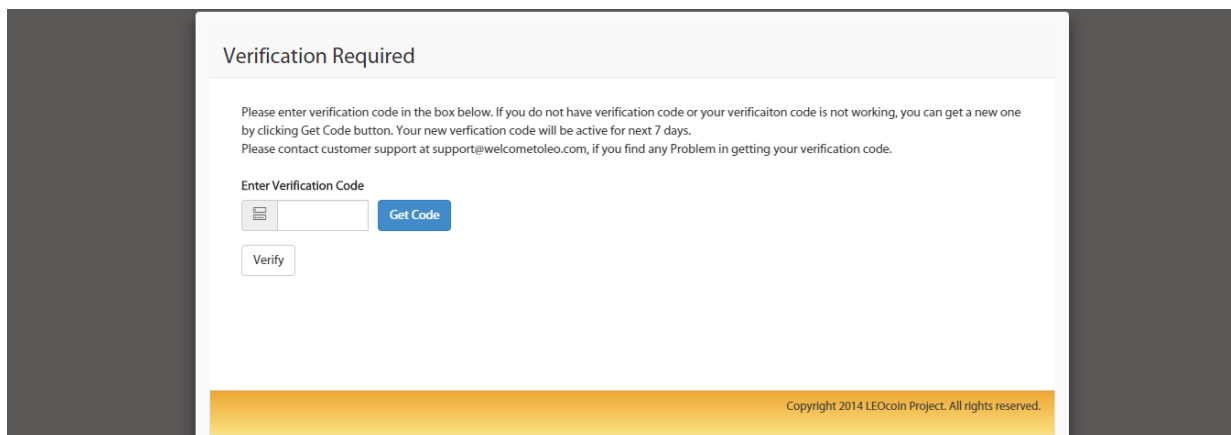 Verification Required
Please enter verification code in the box below. If you do not have verification code or your verificaiton code is not working, you can get a new one
by clicking Get Code button. Your new verfication code will be active for next 7 days.
Please contact customer support at support@welcometoleo.com, if you find any Problem in getting your verification code.
Enter Verification Code
Get Code
Verify
Copyright 2014 LEOcoin Project. All rights reserved.